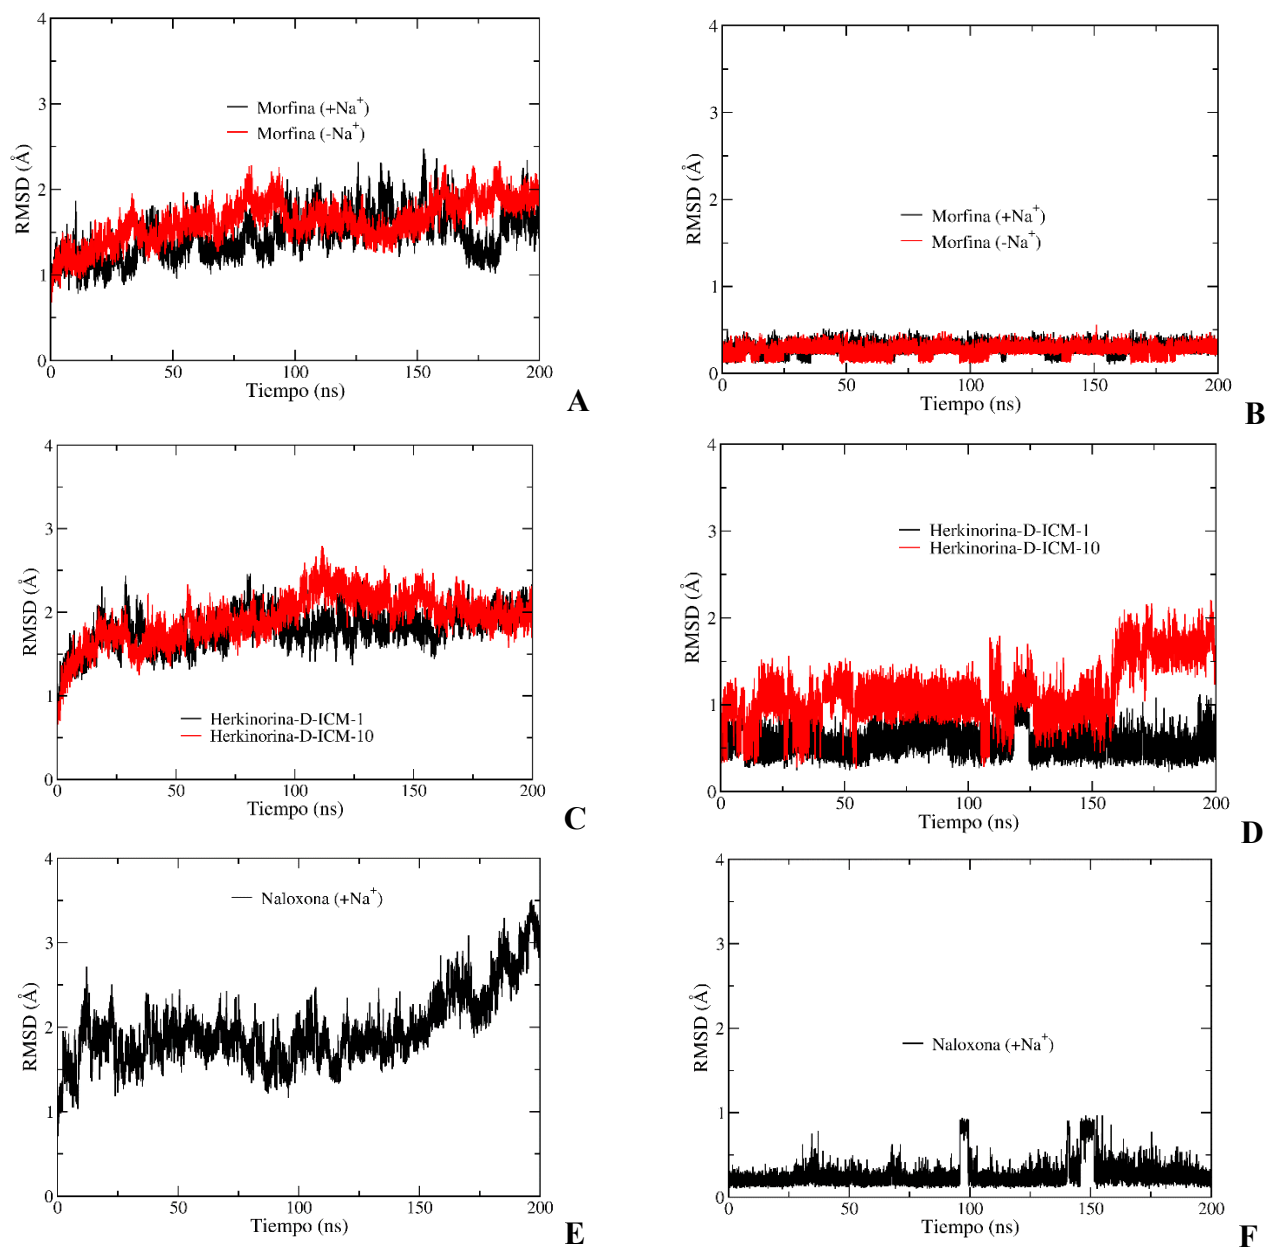 4
3
2
1
0
RMSD (Å)
Morfina (+Na⁺)
Morfina (-Na⁺)
0 50 100 150 200
Tiempo (ns)
A
4
3
2
1
0
RMSD (Å)
Morfina (+Na⁺)
Morfina (-Na⁺)
0 50 100 150 200
Tiempo (ns)
B
4
3
2
1
0
RMSD (Å)
Herkinorina-D-ICM-1
Herkinorina-D-ICM-10
0 50 100 150 200
Tiempo (ns)
C
4
3
2
1
0
RMSD (Å)
Herkinorina-D-ICM-1
Herkinorina-D-ICM-10
0 50 100 150 200
Tiempo (ns)
D
4
3
2
1
0
RMSD (Å)
Naloxona (+Na⁺)
0 50 100 150 200
Tiempo (ns)
E
4
3
2
1
0
RMSD (Å)
Naloxona (+Na⁺)
0 50 100 150 200
Tiempo (ns)
F